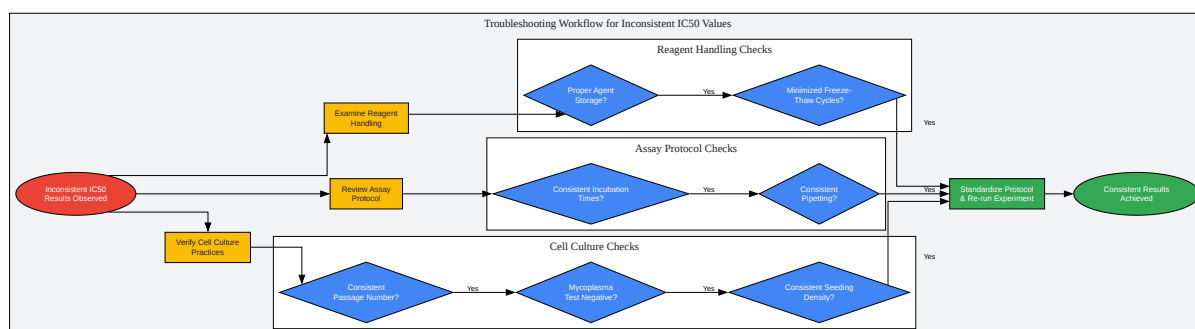 Troubleshooting Workflow for Inconsistent IC50 Values
Reagent Handling Checks
Proper Agent
Storage?
Yes
Minimized Freeze-
Thaw Cycles?
Yes
Examine Reagent
Handling
Assay Protocol Checks
Inconsistent IC50
Results Observed
Review Assay
Protocol
Consistent Incubation
Times?
Yes
Consistent
Pipetting?
Yes
Standardize Protocol
& Re-run Experiment
Consistent Results
Achieved
Verify Cell Culture
Practices
Cell Culture Checks
Yes
Consistent
Passage Number?
Yes
Mycoplasma
Test Negative?
Yes
Consistent Seeding
Density?